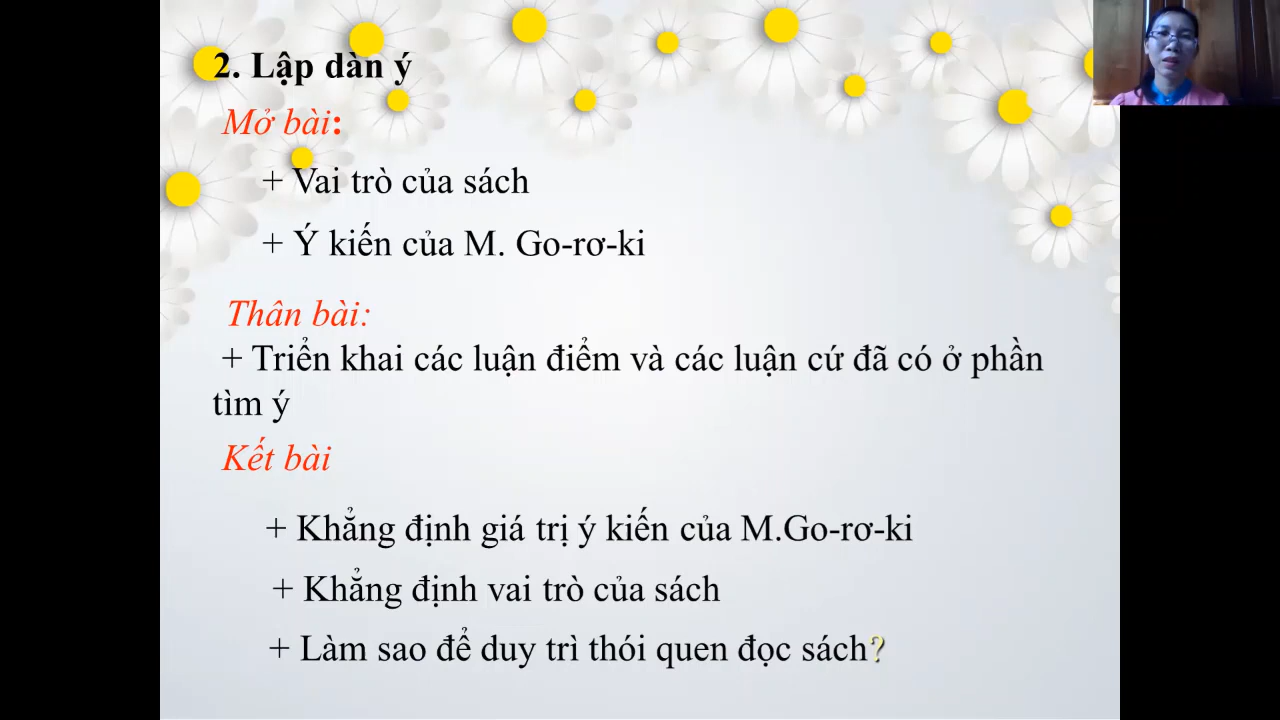 2. Lập dàn ý
Mở bài:
+ Vai trò của sách
+ Ý kiến của M. Go-rơ-ki
Thân bài:
+ Triển khai các luận điểm và các luận cứ đã có ở phần
tìm ý
Kết bài
+ Khẳng định giá trị ý kiến của M.Go-rơ-ki
+ Khẳng định vai trò của sách
+ Làm sao để duy trì thói quen đọc sách?